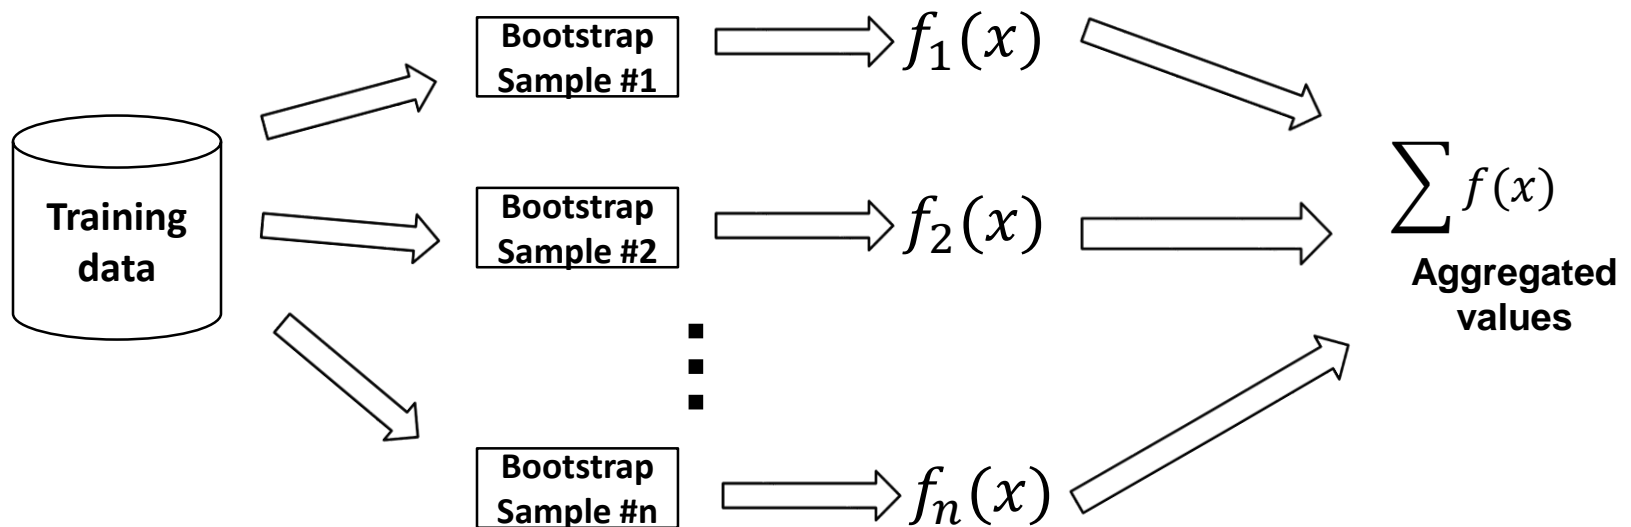 Training
data
Bootstrap
Sample #1
f₁(x)
Bootstrap
Sample #2
f₂(x)
Bootstrap
Sample #n
fₙ(x)
∑ f(x)
Aggregated
values